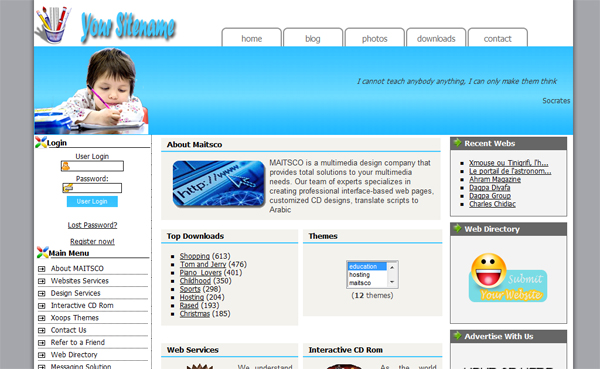 Your Sitename
home
blog
photos
downloads
contact
I cannot teach anybody anything, I can only make them think
Socrates
Login
User Login
Password:
User Login
Lost Password?
Register now!
Main Menu
About MAITSCO
Websites Services
Design Services
Interactive CD Rom
Xoops Themes
Contact Us
Refer to a Friend
Web Directory
Messaging Solution
About Maitsco
http://www.
MAITSCO is a multimedia design company that
provides total solutions to your multimedia
needs. Our team of experts specializes in
creating professional interface-based web pages,
customized CD designs, translate scripts to
Arabic
Top Downloads
Shopping (613)
Tom and Jerry (476)
Piano Lovers (401)
Childhood (350)
Sports (298)
Hosting (204)
Rased (193)
Christmas (185)
Themes
education
hosting
maitsco
(12 themes)
Web Services
We understand
Interactive CD Rom
As the world
Recent Webs
Xmouse ou Tinigrifi, l'h...
Le portail de l'astronom...
Ahram Magazine
Daqpa Divafa
Daqpa Group
Charles Chidiac
Web Directory
Submit
Your Website
Advertise With Us